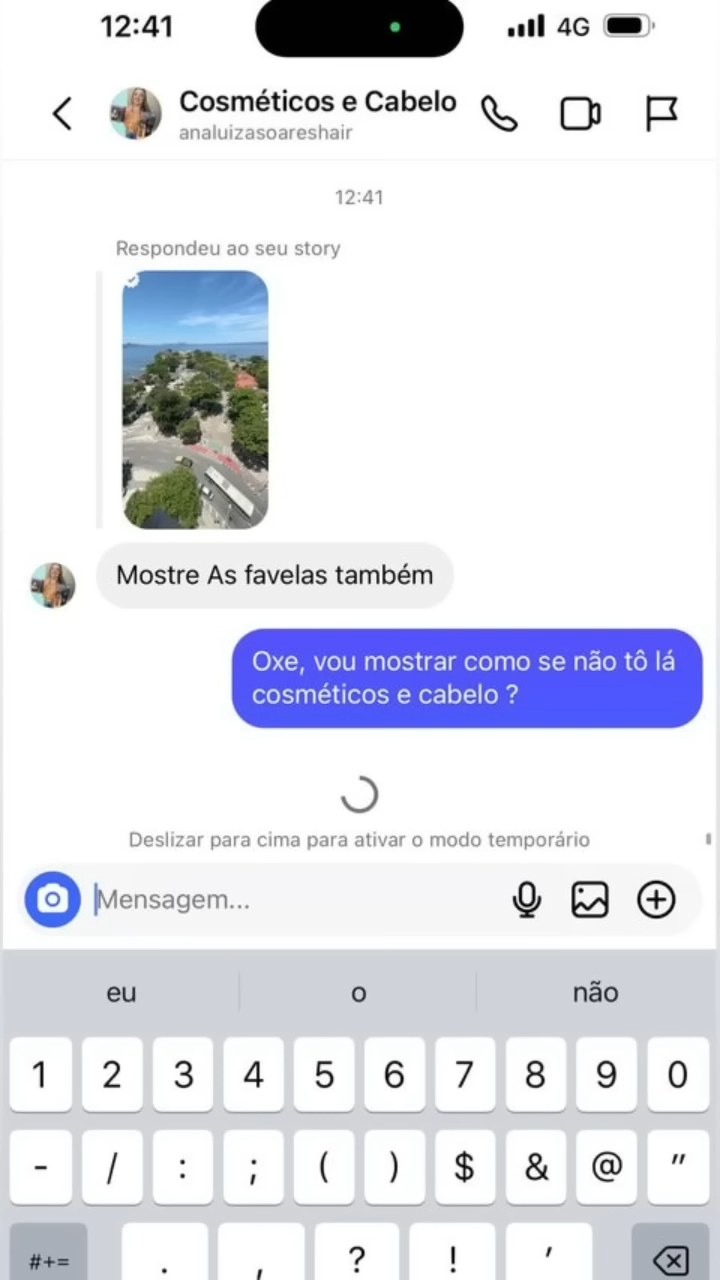 12:41
4G
Cosméticos e Cabelo
analuizasoareshair
12:41
Respondeu ao seu story
Mostre As favelas também
Oxe, vou mostrar como se não tô lá
cosméticos e cabelo ?
Deslizar para cima para ativar o modo temporário
Mensagem...
eu o não
1 2 3 4 5 6 7 8 9 0
- / : ; ( ) $ & @ "
#+= . , ? ! '